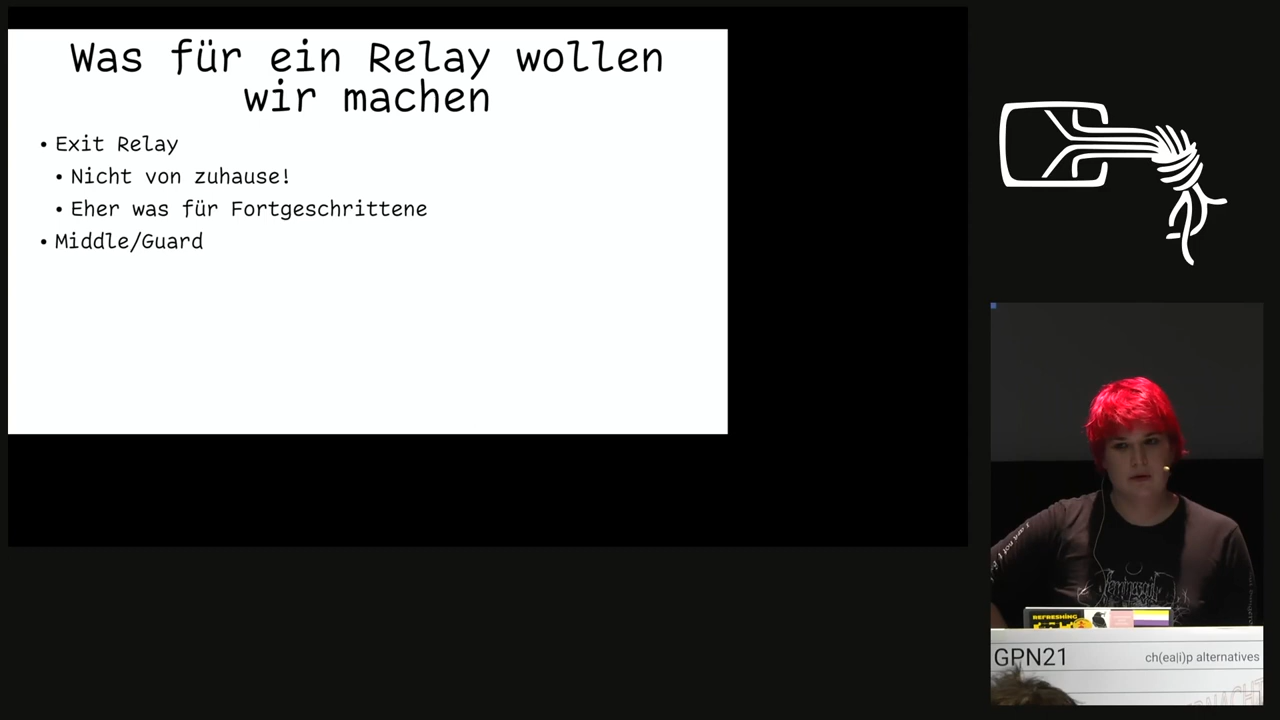 Was für ein Relay wollen
wir machen
• Exit Relay
• Nicht von zuhause!
• Eher was für Fortgeschrittene
• Middle/Guard
REFRESHING
GPN21
ch(ea|i)p alternatives